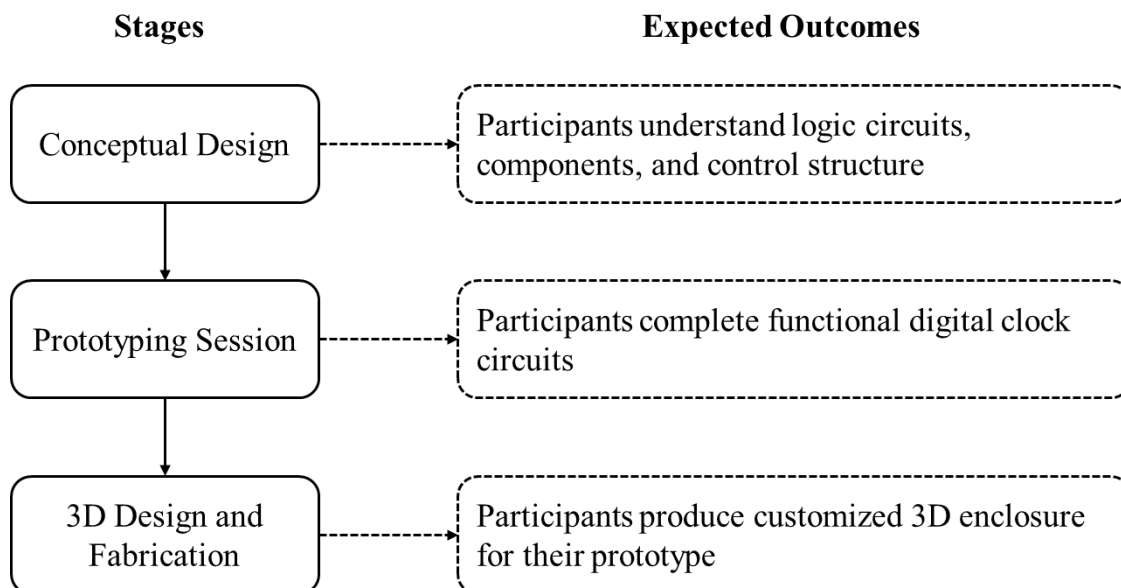 Stages
Expected Outcomes
Conceptual Design
Participants understand logic circuits,
components, and control structure
Prototyping Session
Participants complete functional digital clock
circuits
3D Design and
Fabrication
Participants produce customized 3D enclosure
for their prototype